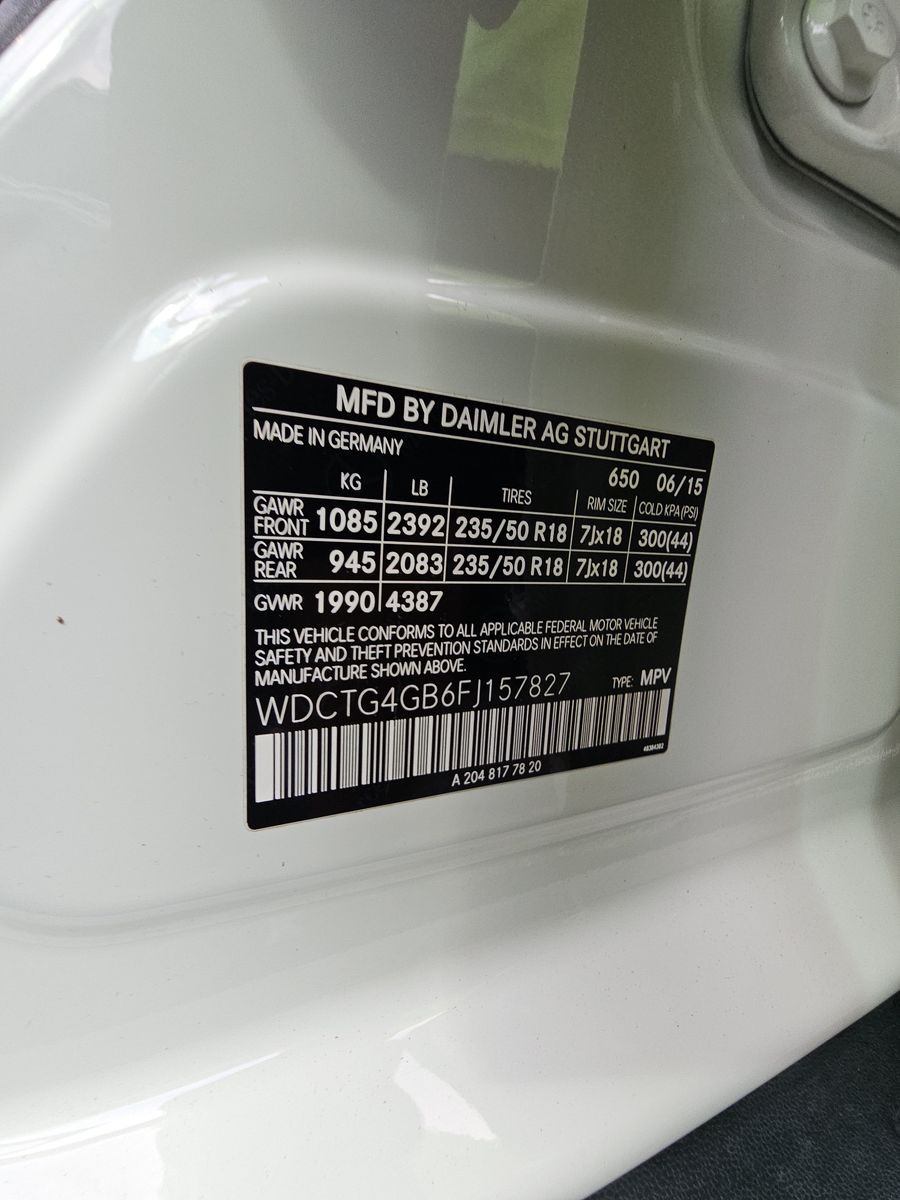 MFD BY DAIMLER AG STUTTGART
MADE IN GERMANY
650 06/15
KG LB TIRES RIM SIZE COLD KPA(PSI)
GAWR FRONT 1085 2392 235/50 R18 7Jx18 300(44)
GAWR REAR 945 2083 235/50 R18 7Jx18 300(44)
GVWR 1990 4387
THIS VEHICLE CONFORMS TO ALL APPLICABLE FEDERAL MOTOR VEHICLE
SAFETY AND THEFT PREVENTION STANDARDS IN EFFECT ON THE DATE OF
MANUFACTURE SHOWN ABOVE.
WDCTG4GB6FJ157827 TYPE: MPV
A 204 817 78 20